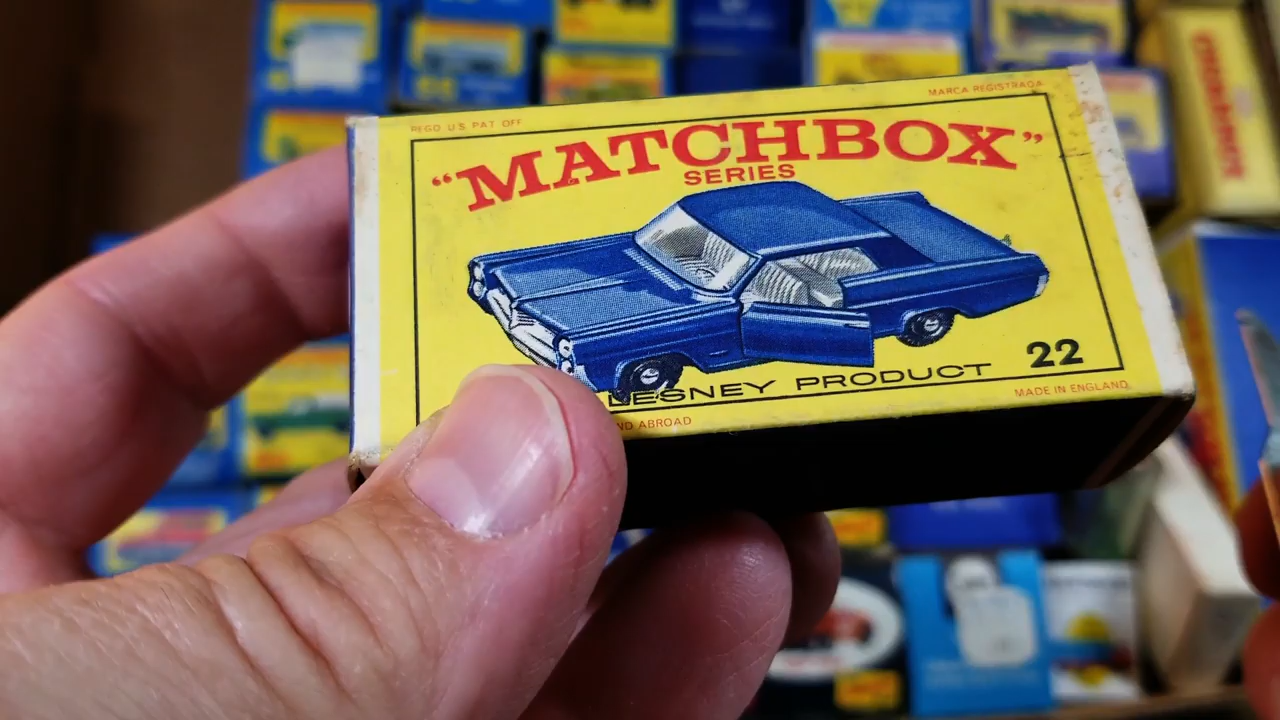 REGD U.S. PAT. OFF
MARCA REGISTRADA
"MATCHBOX"
SERIES
22
LESNEY PRODUCT
ND ABROAD
MADE IN ENGLAND